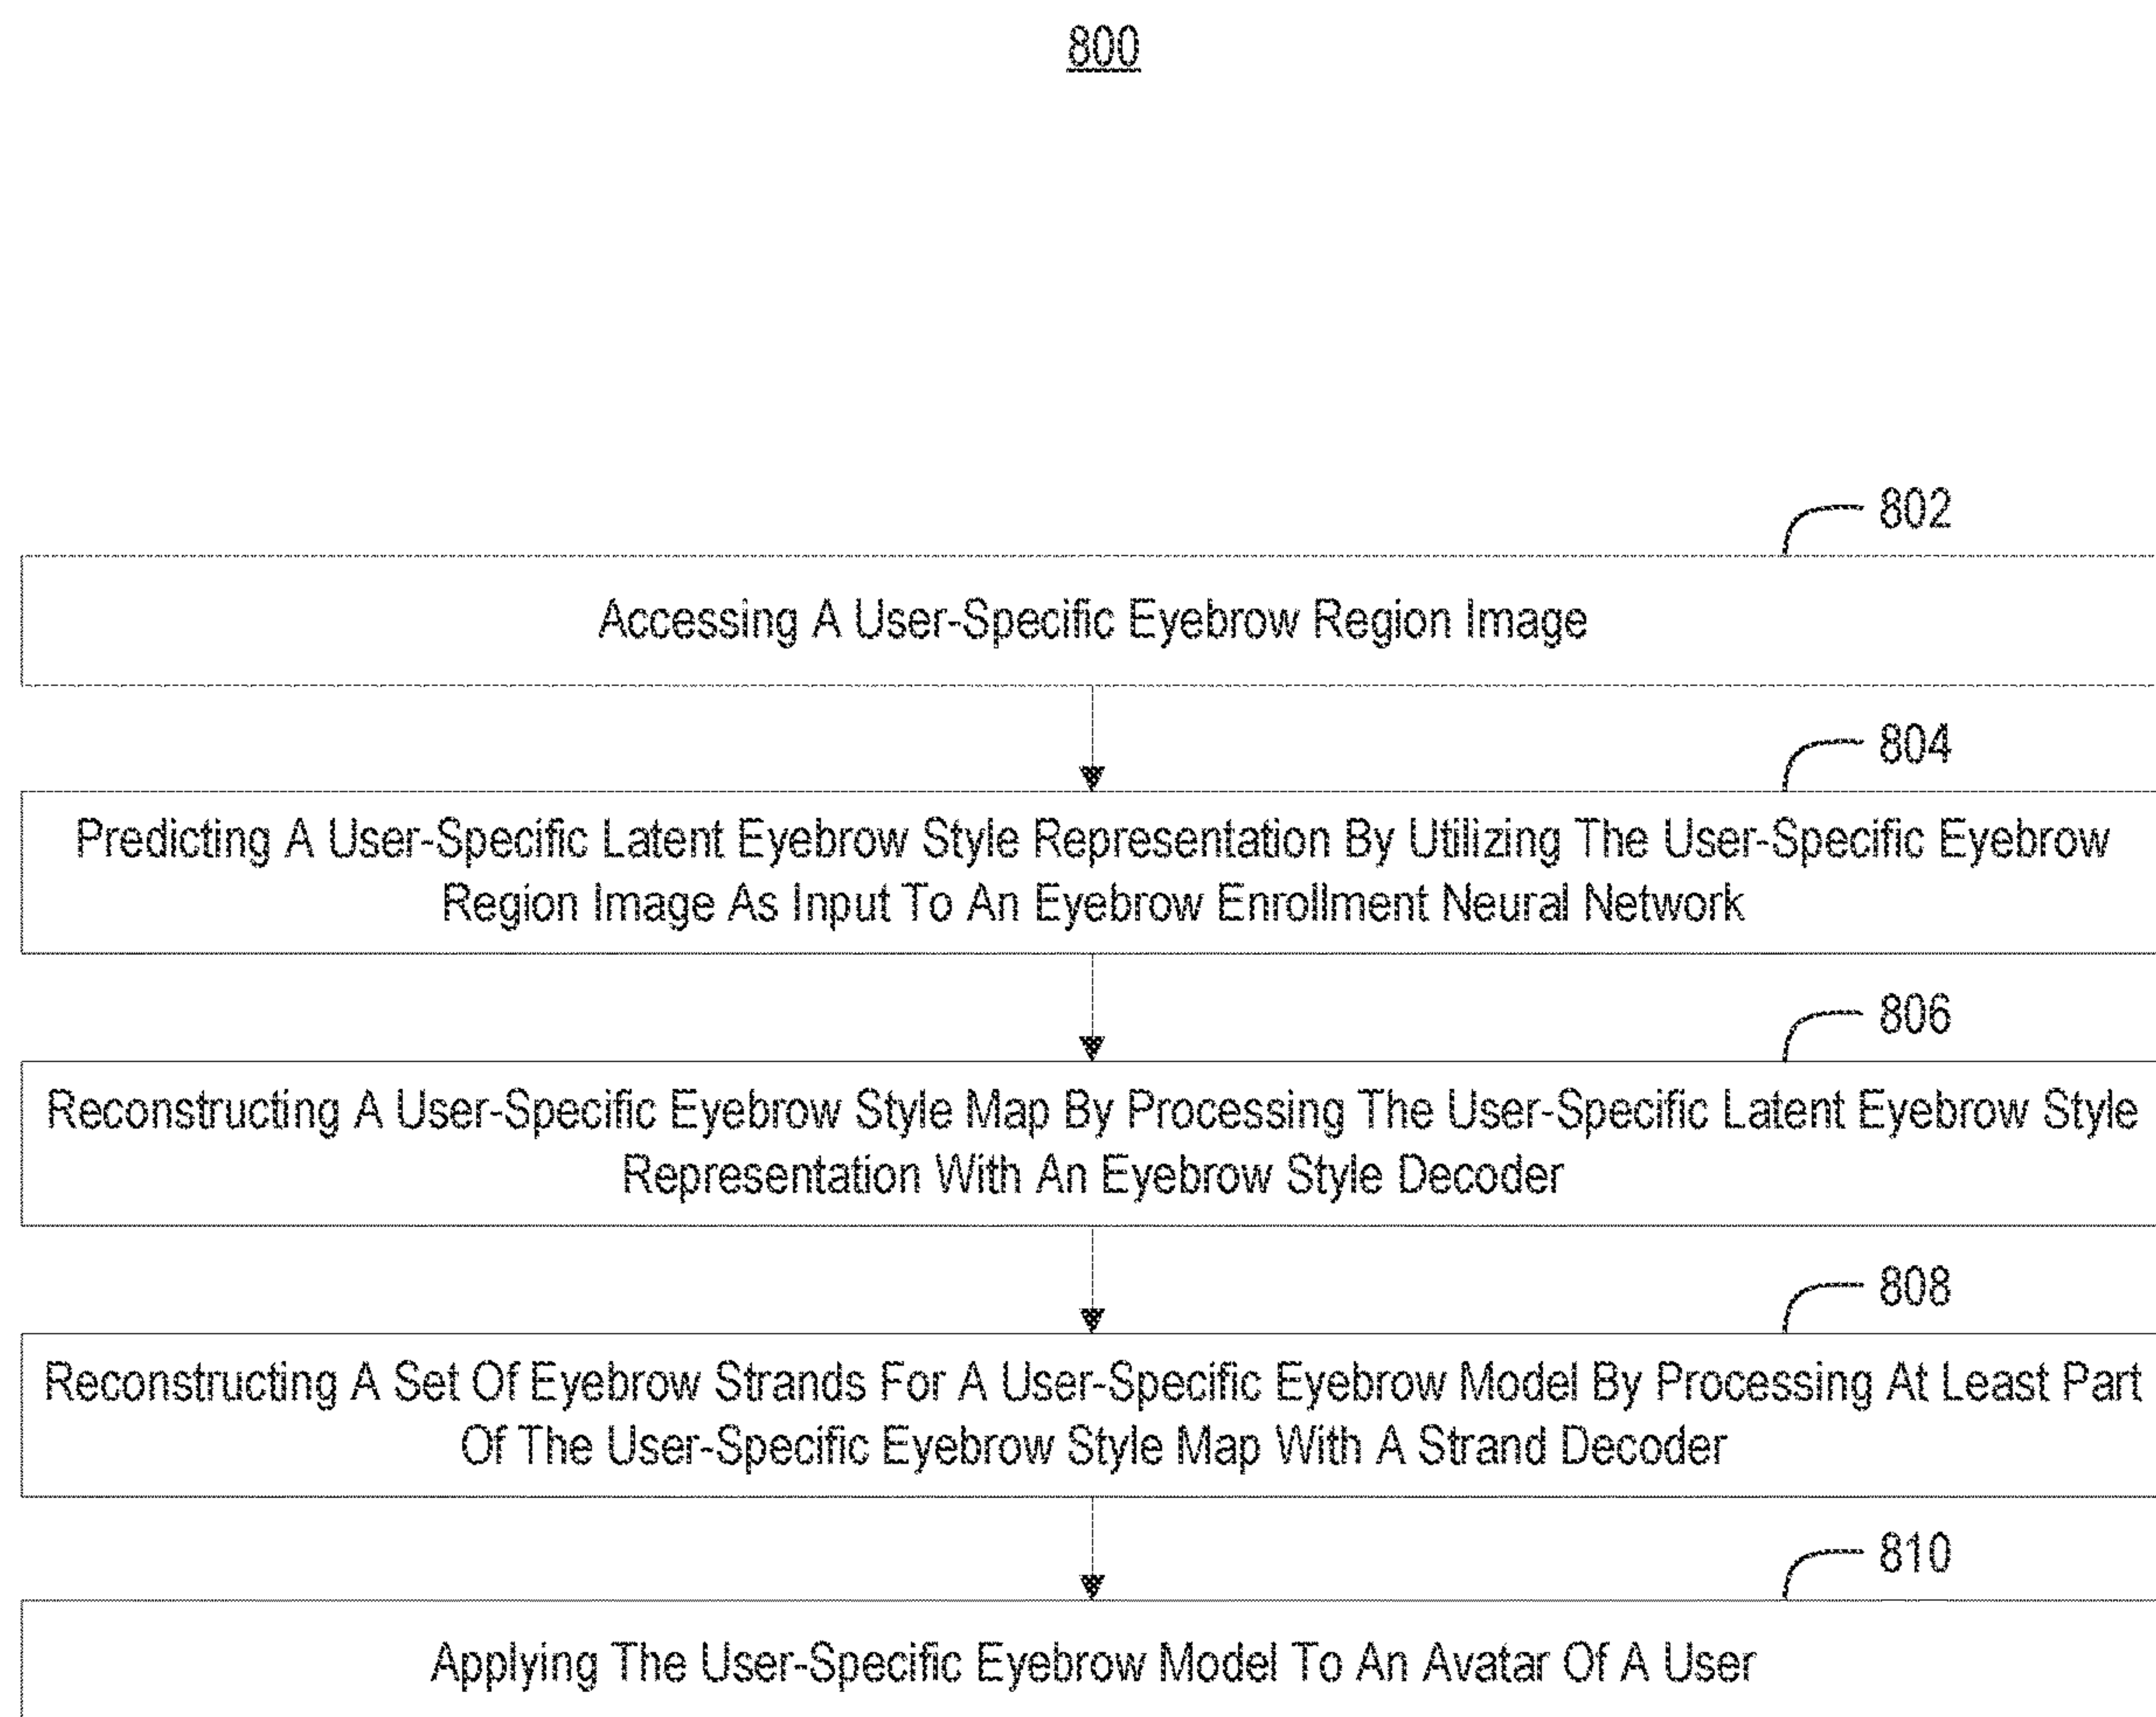 800
802
Accessing A User-Specific Eyebrow Region Image
804
Predicting A User-Specific Latent Eyebrow Style Representation By Utilizing The User-Specific Eyebrow
Region Image As Input To An Eyebrow Enrollment Neural Network
806
Reconstructing A User-Specific Eyebrow Style Map By Processing The User-Specific Latent Eyebrow Style
Representation With An Eyebrow Style Decoder
808
Reconstructing A Set Of Eyebrow Strands For A User-Specific Eyebrow Model By Processing At Least Part
Of The User-Specific Eyebrow Style Map With A Strand Decoder
810
Applying The User-Specific Eyebrow Model To An Avatar Of A User